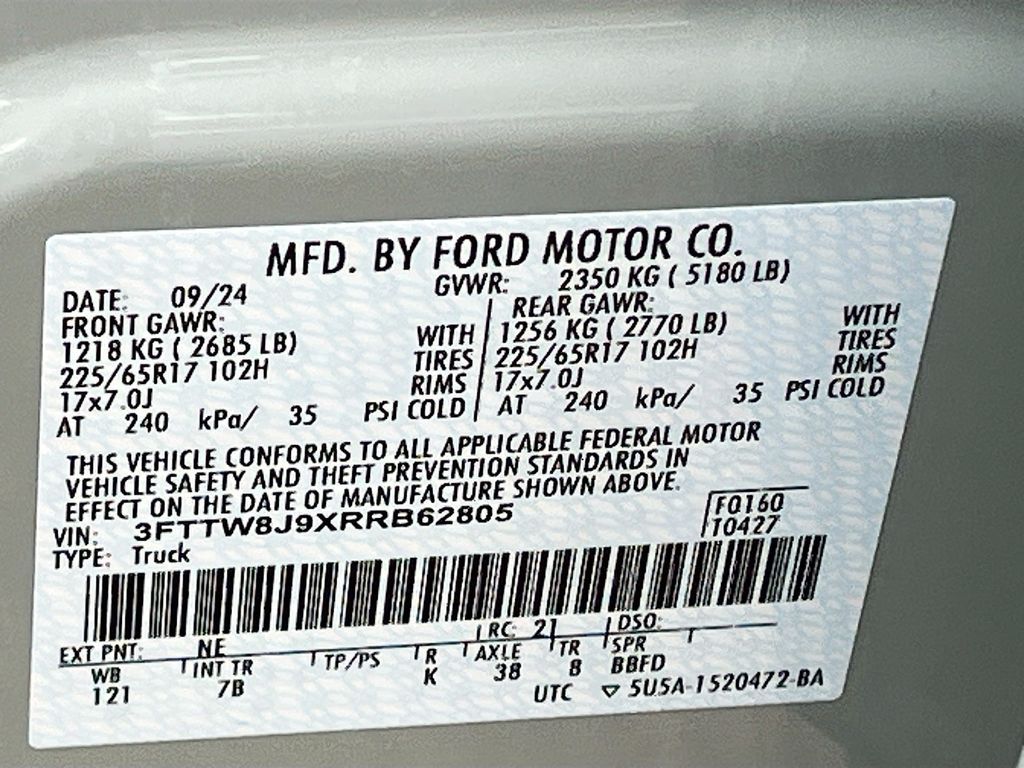 MFD. BY FORD MOTOR CO.
DATE: 09/24 GVWR: 2350 KG ( 5180 LB)
FRONT GAWR: REAR GAWR:
1218 KG ( 2685 LB) WITH 1256 KG ( 2770 LB) WITH
225/65R17 102H TIRES 225/65R17 102H TIRES
17x7.0J RIMS 17x7.0J RIMS
AT 240 kPa/ 35 PSI COLD AT 240 kPa/ 35 PSI COLD
THIS VEHICLE CONFORMS TO ALL APPLICABLE FEDERAL MOTOR
VEHICLE SAFETY AND THEFT PREVENTION STANDARDS IN
EFFECT ON THE DATE OF MANUFACTURE SHOWN ABOVE.
VIN: 3FTTW8J9XRRB62805 F0160
TYPE: Truck T0427
EXT PNT: NE RC: 21 DSO:
WB INT TR TP/PS R AXLE TR SPR
121 7B K 38 8 BBFD
UTC ▽ 5U5A-1520472-BA